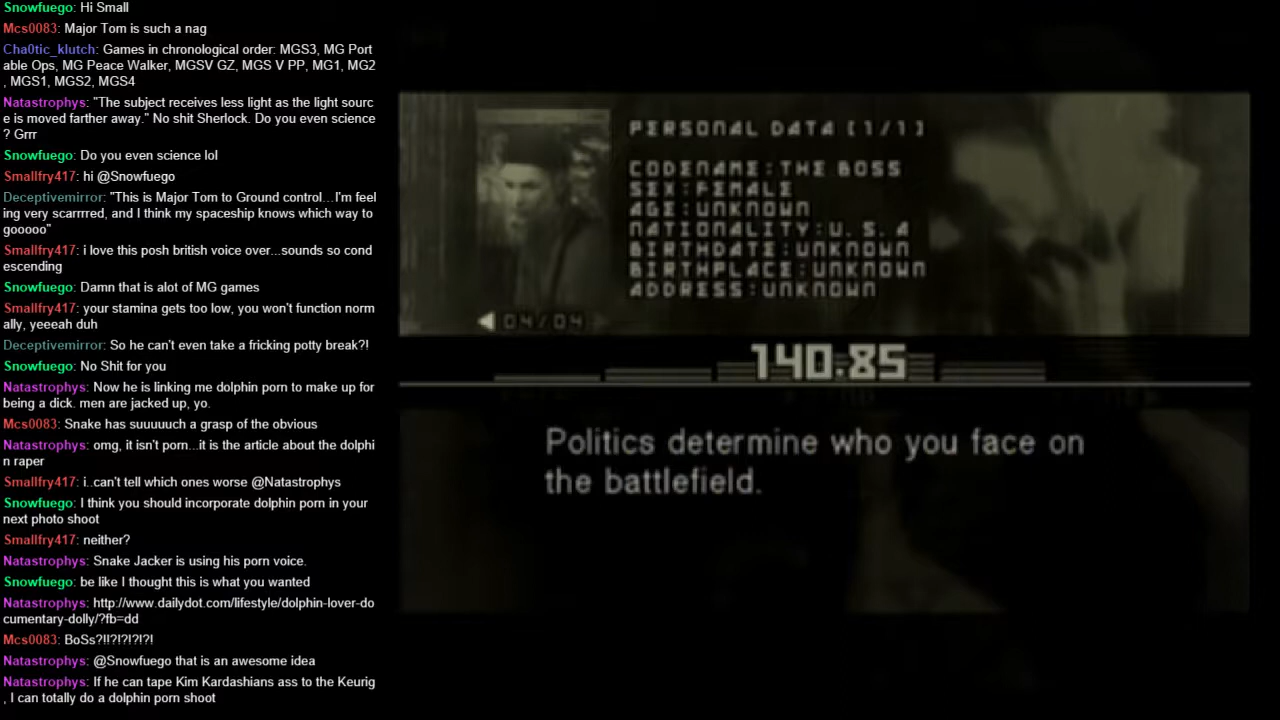 Snowfuego: Hi Small
Mcs0083: Major Tom is such a nag
Cha0tic_klutch: Games in chronological order: MGS3, MG Port
able Ops, MG Peace Walker, MGSV GZ, MGS V PP, MG1, MG2
, MGS1, MGS2, MGS4
Natastrophys: "The subject receives less light as the light sourc
e is moved farther away." No shit Sherlock. Do you even science
? Grrr
Snowfuego: Do you even science lol
Smallfry417: hi @Snowfuego
Deceptivemirror: "This is Major Tom to Ground control...I'm feel
ing very scarrrred, and I think my spaceship knows which way to
gooooo"
Smallfry417: i love this posh british voice over...sounds so cond
escending
Snowfuego: Damn that is alot of MG games
Smallfry417: your stamina gets too low, you won't function norm
ally, yeeeah duh
Deceptivemirror: So he can't even take a fricking potty break?!
Snowfuego: No Shit for you
Natastrophys: Now he is linking me dolphin porn to make up for
being a dick. men are jacked up, yo.
Mcs0083: Snake has suuuuuch a grasp of the obvious
Natastrophys: omg, it isn't porn...it is the article about the dolphi
n raper
Smallfry417: i..can't tell which ones worse @Natastrophys
Snowfuego: I think you should incorporate dolphin porn in your
next photo shoot
Smallfry417: neither?
Natastrophys: Snake Jacker is using his porn voice.
Snowfuego: be like I thought this is what you wanted
Natastrophys: http://www.dailydot.com/lifestyle/dolphin-lover-do
cumentary-dolly/?fb=dd
Mcs0083: BoSs?!!?!?!?!?!
Natastrophys: @Snowfuego that is an awesome idea
Natastrophys: If he can tape Kim Kardashians ass to the Keurig
, I can totally do a dolphin porn shoot
PERSONAL DATA [1/1]
CODENAME:THE BOSS
SEX:FEMALE
AGE:UNKNOWN
NATIONALITY:U.S.A
BIRTHDATE:UNKNOWN
BIRTHPLACE:UNKNOWN
ADDRESS:UNKNOWN
04/04
140.85
Politics determine who you face on
the battlefield.